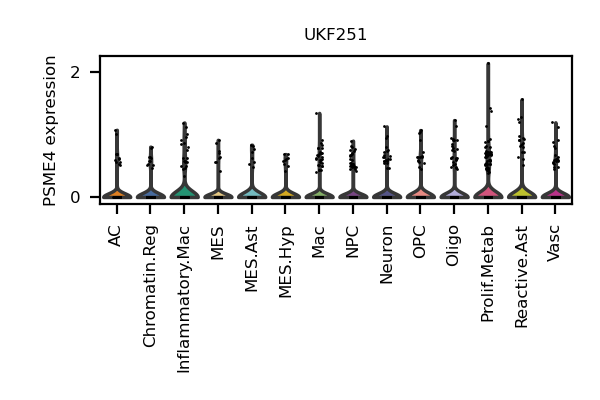 UKF251
PSME4 expression
2
0
AC
Chromatin.Reg
Inflammatory.Mac
MES
MES.Ast
MES.Hyp
Mac
NPC
Neuron
OPC
Oligo
Prolif.Metab
Reactive.Ast
Vasc